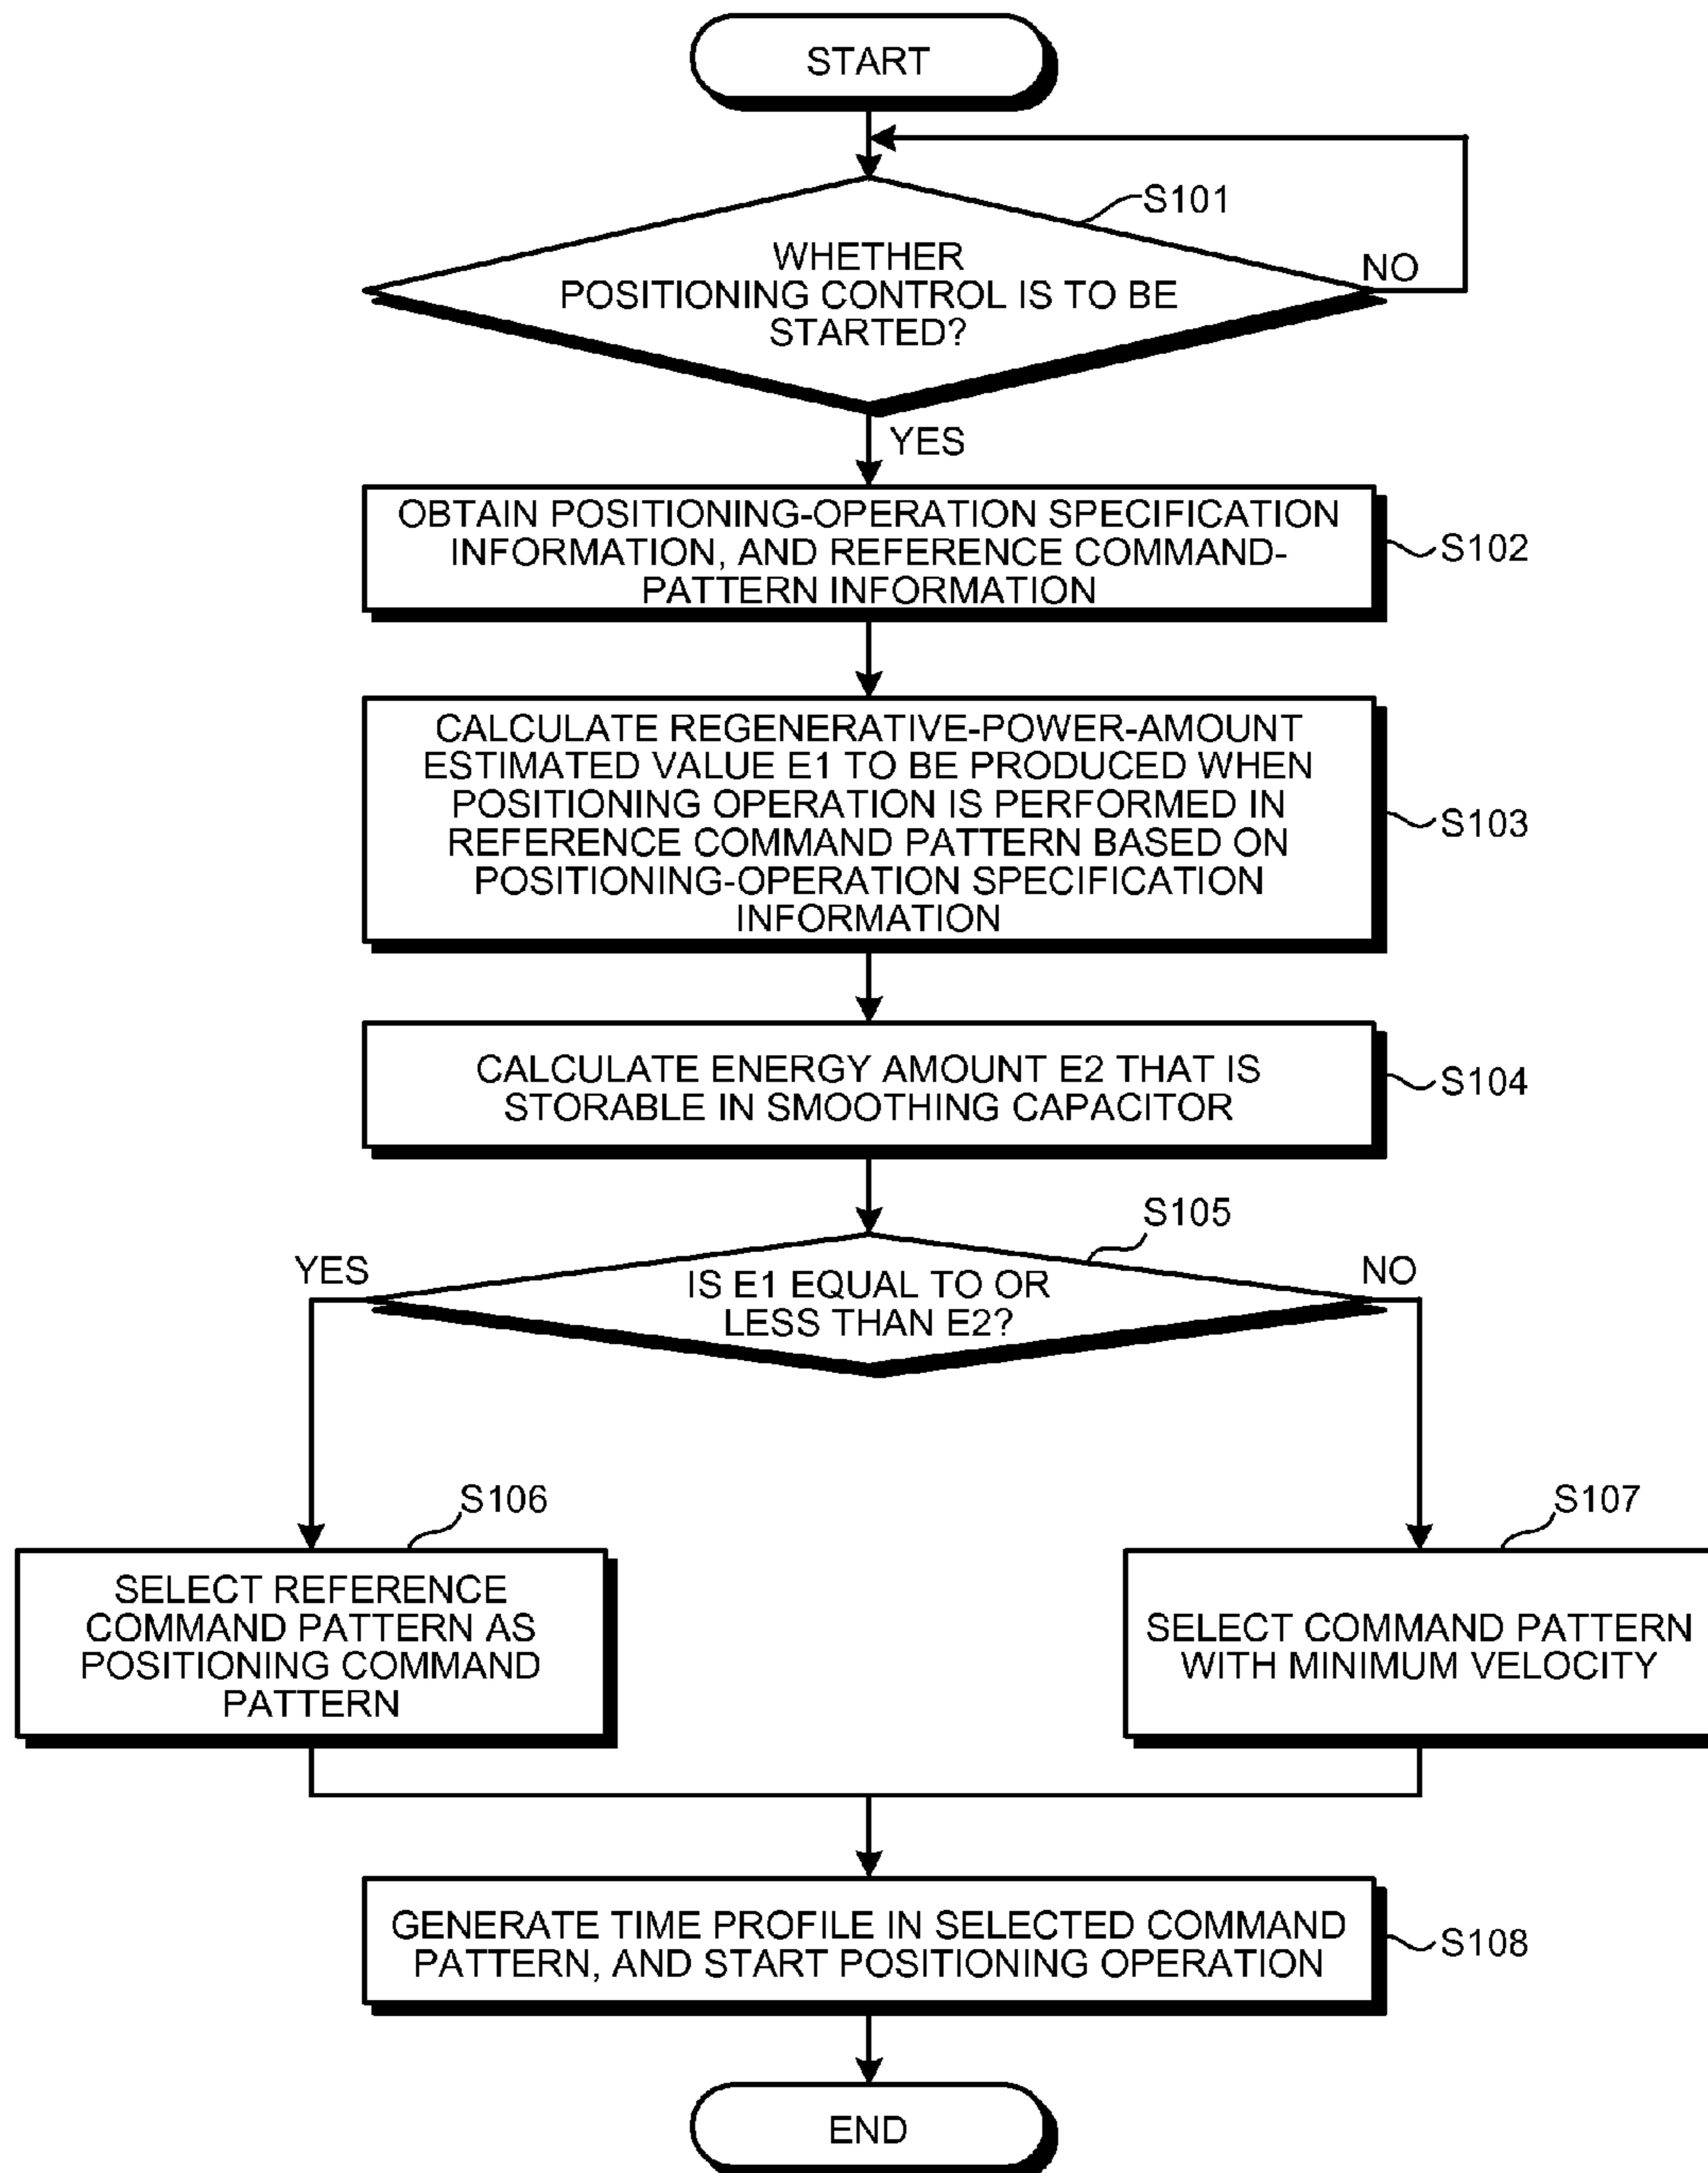 START
S101
WHETHER
POSITIONING CONTROL IS TO BE
STARTED?
NO
YES
OBTAIN POSITIONING-OPERATION SPECIFICATION
INFORMATION, AND REFERENCE COMMAND-
PATTERN INFORMATION
S102
CALCULATE REGENERATIVE-POWER-AMOUNT
ESTIMATED VALUE E1 TO BE PRODUCED WHEN
POSITIONING OPERATION IS PERFORMED IN
REFERENCE COMMAND PATTERN BASED ON
POSITIONING-OPERATION SPECIFICATION
INFORMATION
S103
CALCULATE ENERGY AMOUNT E2 THAT IS
STORABLE IN SMOOTHING CAPACITOR
S104
S105
YES
IS E1 EQUAL TO OR
LESS THAN E2?
NO
S106
SELECT REFERENCE
COMMAND PATTERN AS
POSITIONING COMMAND
PATTERN
S107
SELECT COMMAND PATTERN
WITH MINIMUM VELOCITY
GENERATE TIME PROFILE IN SELECTED COMMAND
PATTERN, AND START POSITIONING OPERATION
S108
END